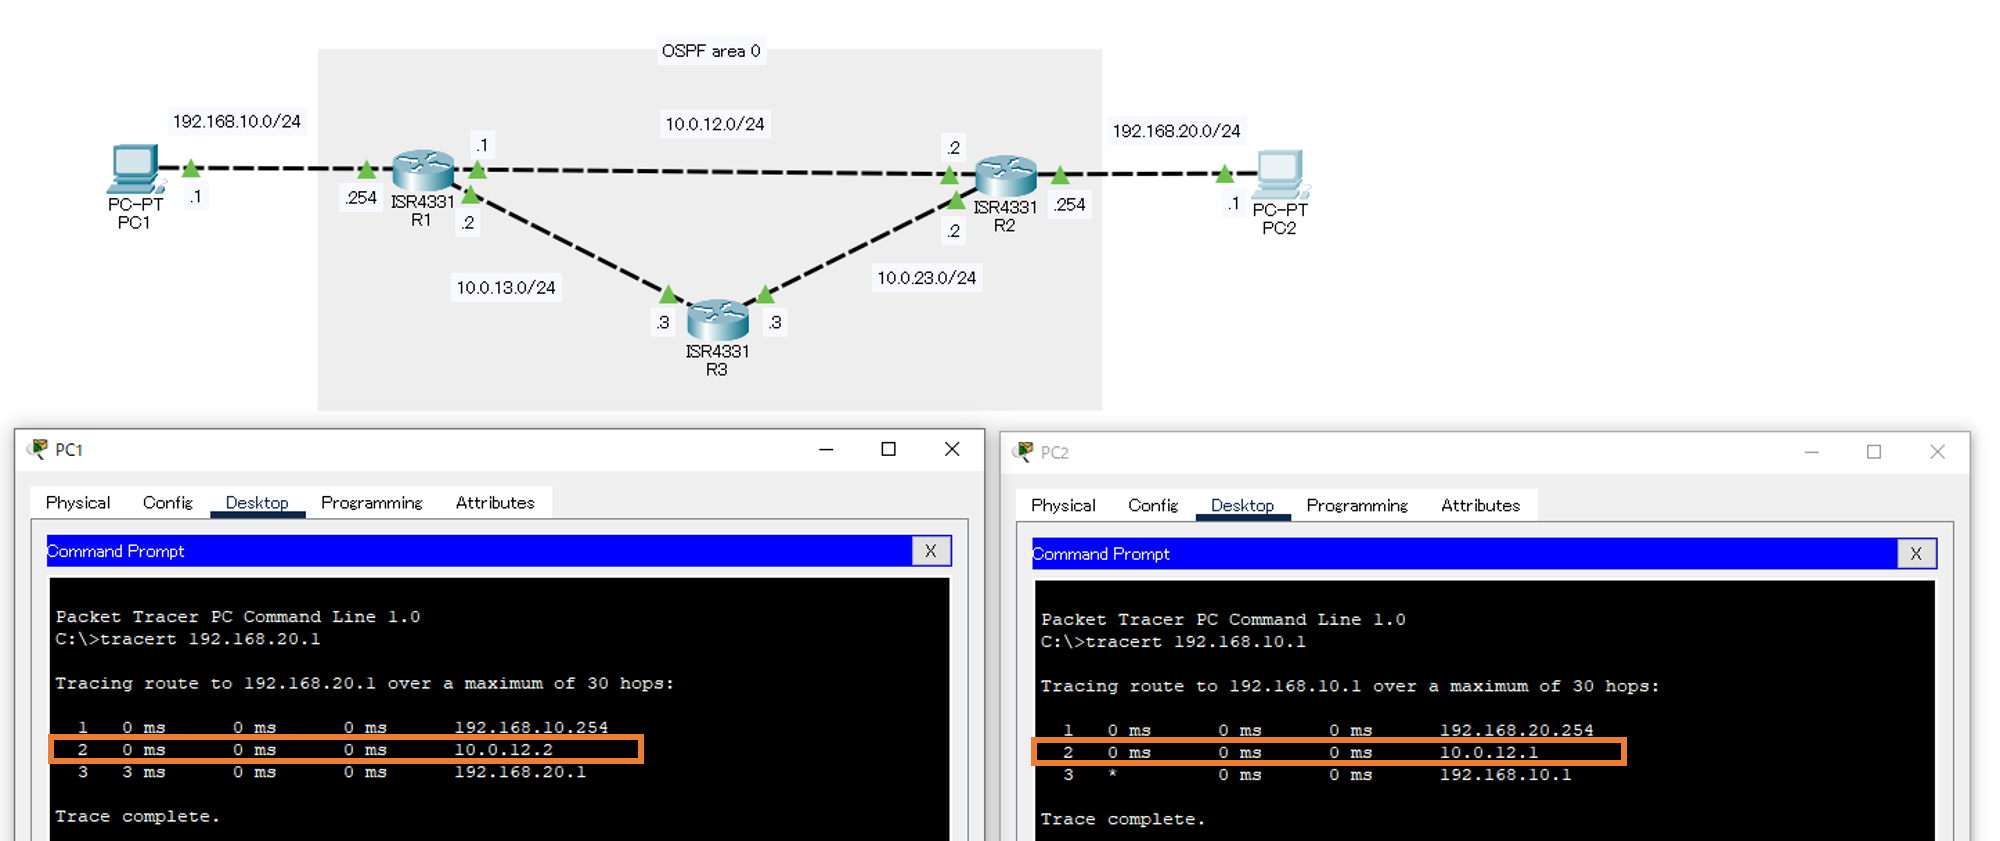 OSPF area 0
192.168.10.0/24
10.0.12.0/24
192.168.20.0/24
.1
.2
.254
.1
ISR4331
R1
.2
PC-PT
PC1
.2
ISR4331
R2
.254
.1
PC-PT
PC2
10.0.13.0/24
10.0.23.0/24
.3
.3
ISR4331
R3
PC1
Physical Config Desktop Programming Attributes
Command Prompt X
Packet Tracer PC Command Line 1.0
C:\>tracert 192.168.20.1
Tracing route to 192.168.20.1 over a maximum of 30 hops:
1 0 ms 0 ms 0 ms 192.168.10.254
2 0 ms 0 ms 0 ms 10.0.12.2
3 3 ms 0 ms 0 ms 192.168.20.1
Trace complete.
PC2
Physical Config Desktop Programming Attributes
Command Prompt X
Packet Tracer PC Command Line 1.0
C:\>tracert 192.168.10.1
Tracing route to 192.168.10.1 over a maximum of 30 hops:
1 0 ms 0 ms 0 ms 192.168.20.254
2 0 ms 0 ms 0 ms 10.0.12.1
3 * 0 ms 0 ms 192.168.10.1
Trace complete.